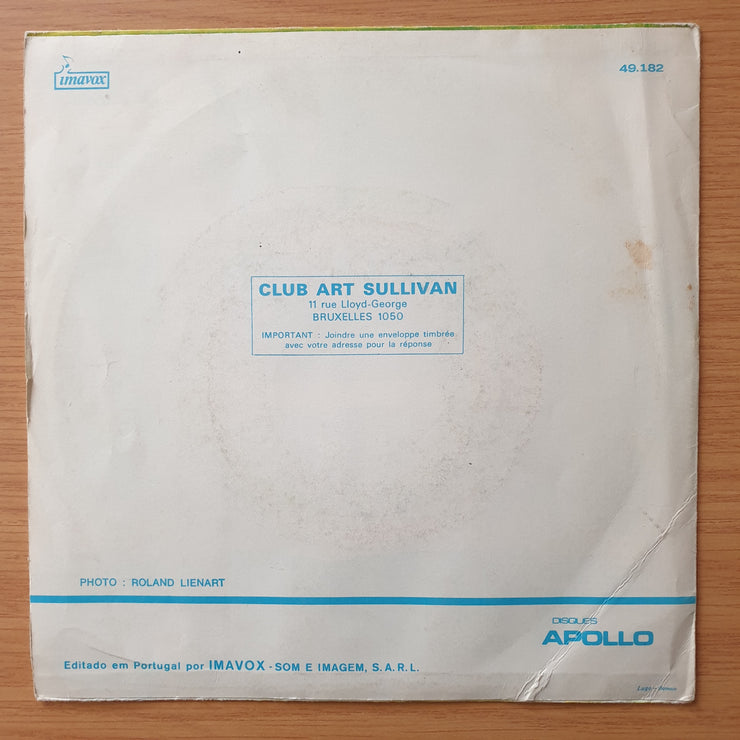 imavox
49.182
CLUB ART SULLIVAN
11 rue Lloyd-George
BRUXELLES 1050
IMPORTANT : Joindre une enveloppe timbrée
avec votre adresse pour la réponse
PHOTO : ROLAND LIENART
DISQUES
APOLLO
Editado em Portugal por IMAVOX - SOM E IMAGEM, S.A.R.L.